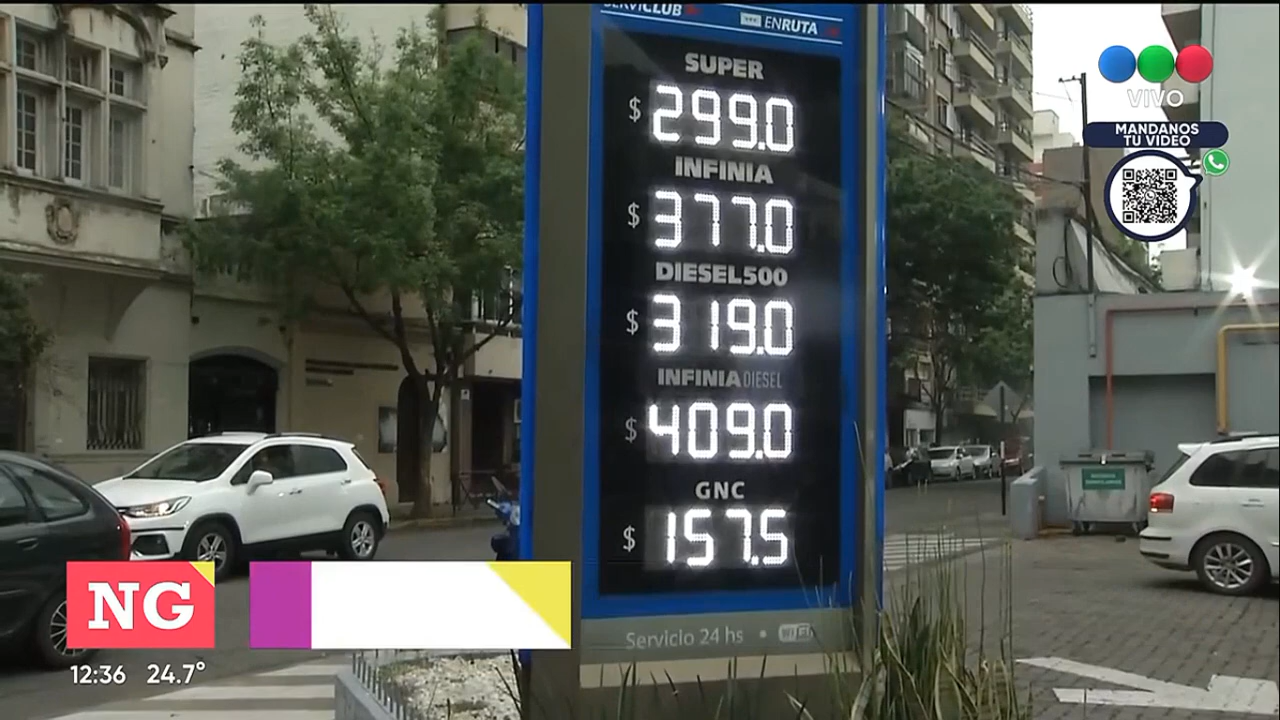 SERVICLUB
YPF ENRUTA
SUPER
$ 299.0
INFINIA
$ 377.0
DIESEL500
$ 319.0
INFINIA DIESEL
$ 409.0
GNC
$ 157.5
Servicio 24 hs •
VIVO
MANDANOS
TU VIDEO
NG
12:36 24.7°